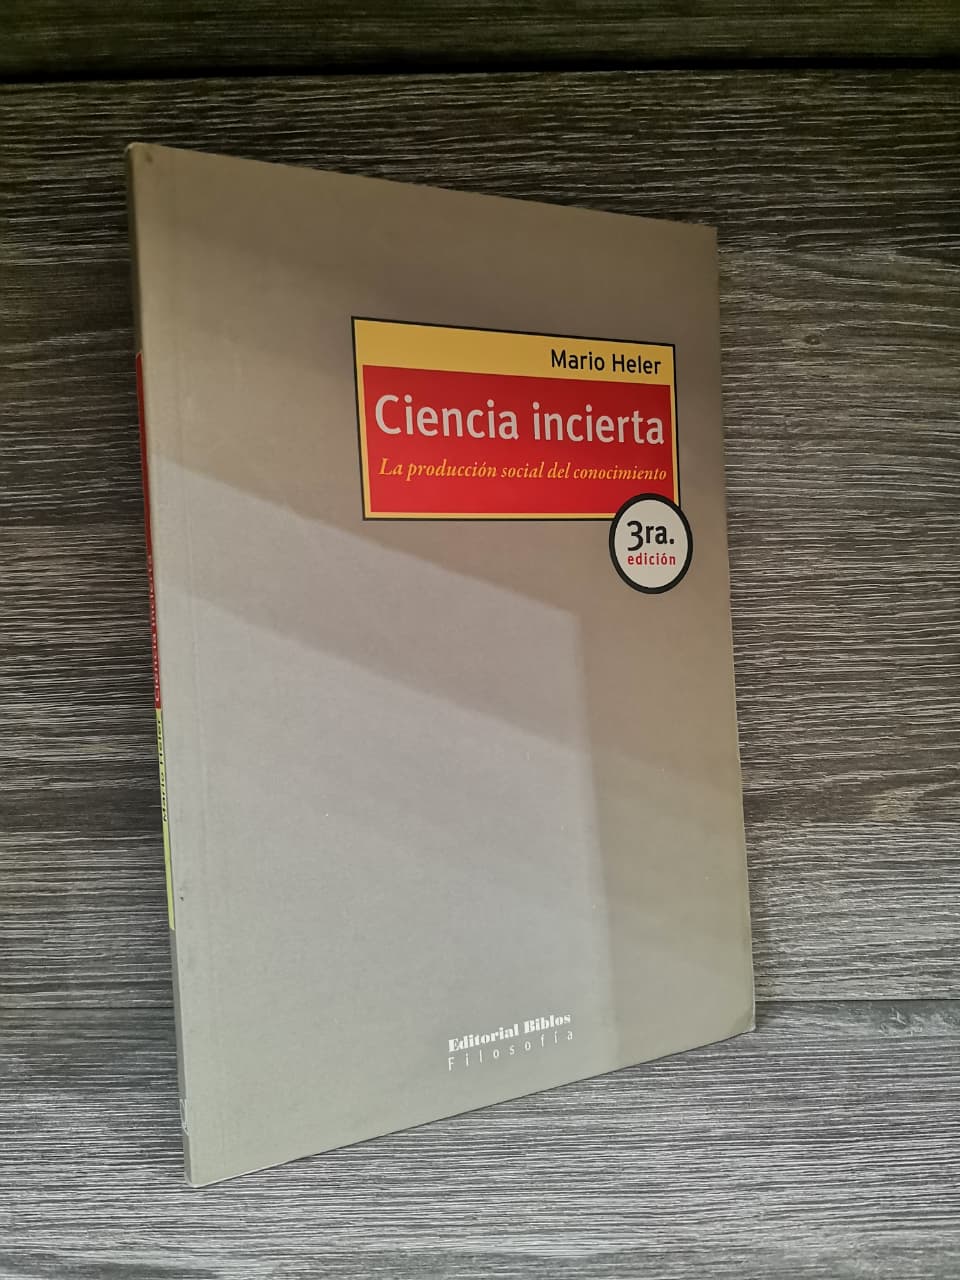 Mario Heler
Ciencia incierta
La producción social del conocimiento
3ra.
edición
Editorial Biblos
Filosofía
Mario Heler
Ciencia incierta